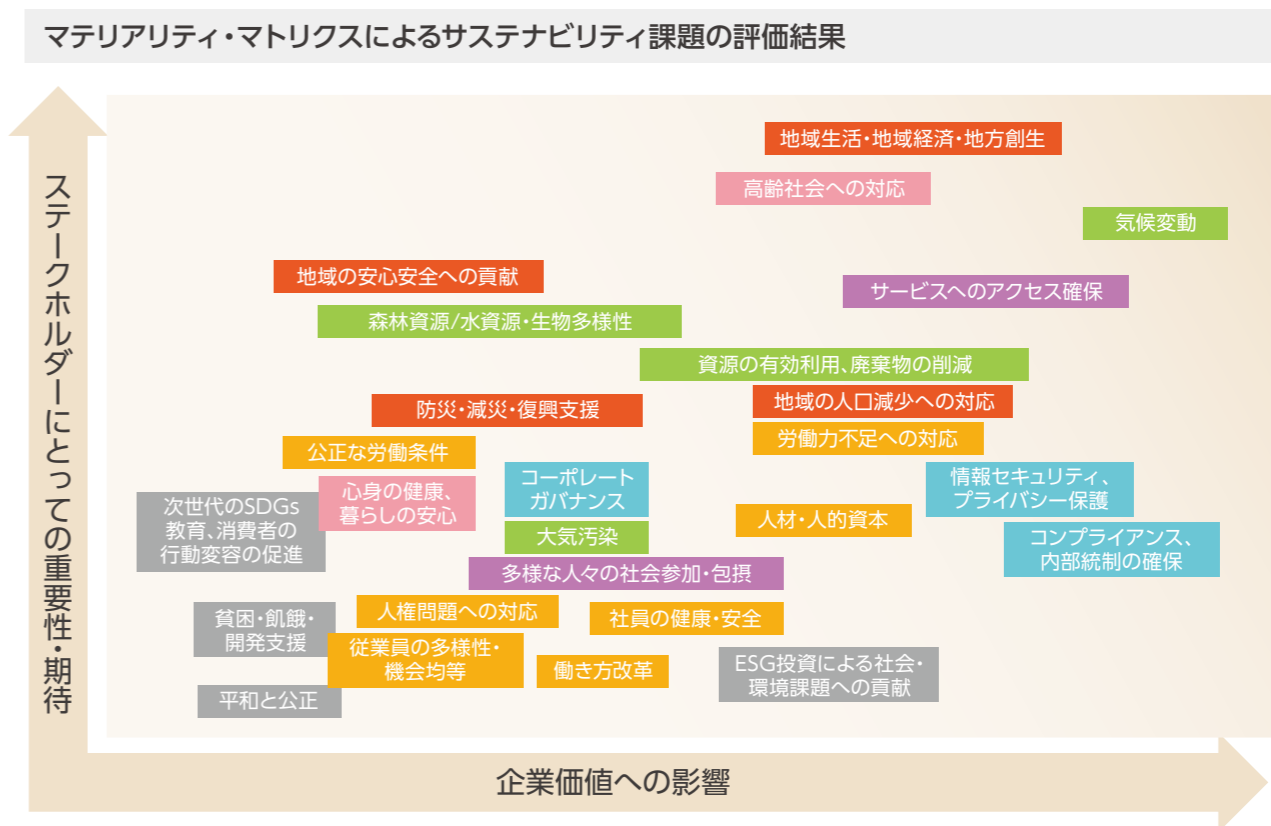 マテリアリティ・マトリクスによるサステナビリティ課題の評価結果
ステークホルダーにとっての重要性・期待
地域生活・地域経済・地方創生
高齢社会への対応
気候変動
地域の安心安全への貢献
サービスへのアクセス確保
森林資源/水資源・生物多様性
資源の有効利用、廃棄物の削減
地域の人口減少への対応
防災・減災・復興支援
労働力不足への対応
公正な労働条件
コーポレート
ガバナンス
情報セキュリティ、
プライバシー保護
心身の健康、
暮らしの安心
次世代のSDGs
教育、消費者の
行動変容の促進
人材・人的資本
大気汚染
コンプライアンス、
内部統制の確保
多様な人々の社会参加・包摂
人権問題への対応
社員の健康・安全
貧困・飢餓・
開発支援
従業員の多様性・
機会均等
働き方改革
ESG投資による社会・
環境課題への貢献
平和と公正
企業価値への影響